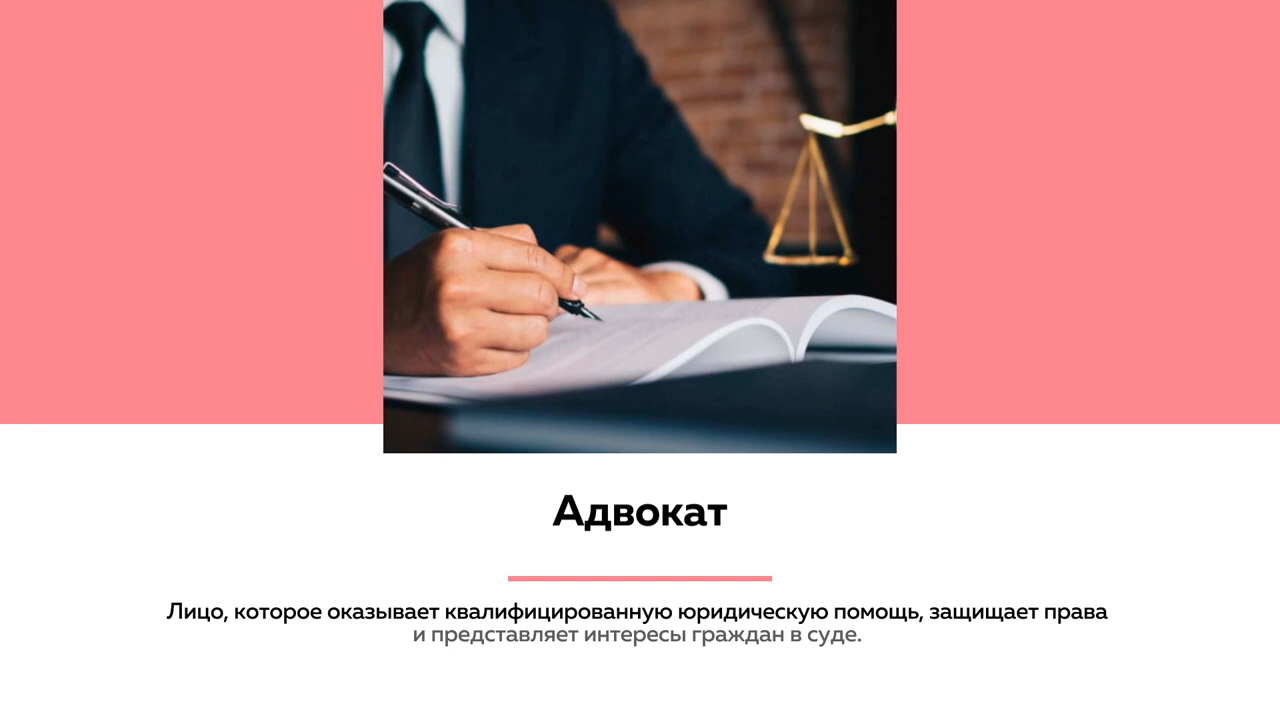 Адвокат
Лицо, которое оказывает квалифицированную юридическую помощь, защищает права
и представляет интересы граждан в суде.